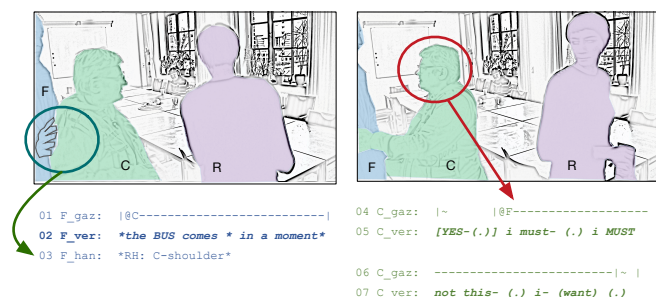 F
C
R
F
C
R
01 F_gaz: |@C--------------------------|
02 F_ver: *the BUS comes * in a moment*
03 F_han: *RH: C-shoulder*
04 C_gaz: |~ |@F-------------------
05 C_ver: [YES-(.)] i must- (.) i MUST
06 C_gaz: -------------------------|~ |
07 C_ver: not this- (.) i- (want) (.)